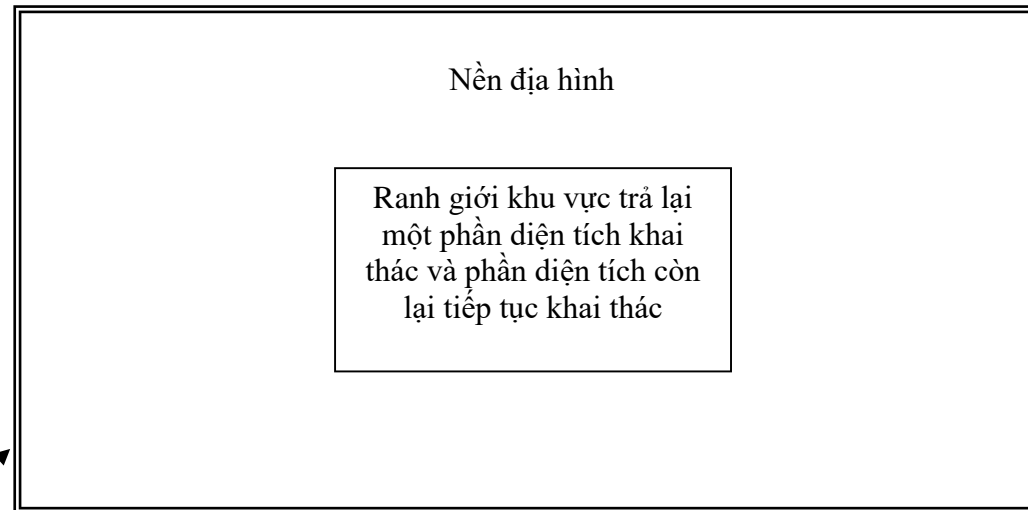 Nền địa hình
Ranh giới khu vực trả lại
một phần diện tích khai
thác và phần diện tích còn
lại tiếp tục khai thác